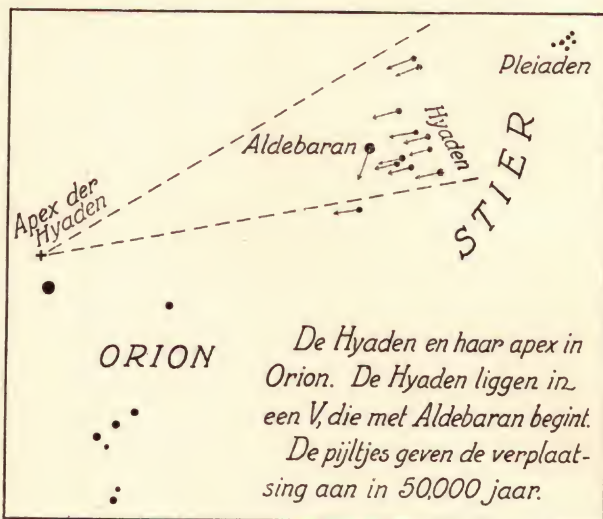 Pleiaden
Hyaden
Aldebaran
STIER
Apex der
Hyaden
ORION
De Hyaden en haar apex in
Orion. De Hyaden liggen in
een V, die met Aldebaran begint.
De pijltjes geven de verplaat-
sing aan in 50,000 jaar.